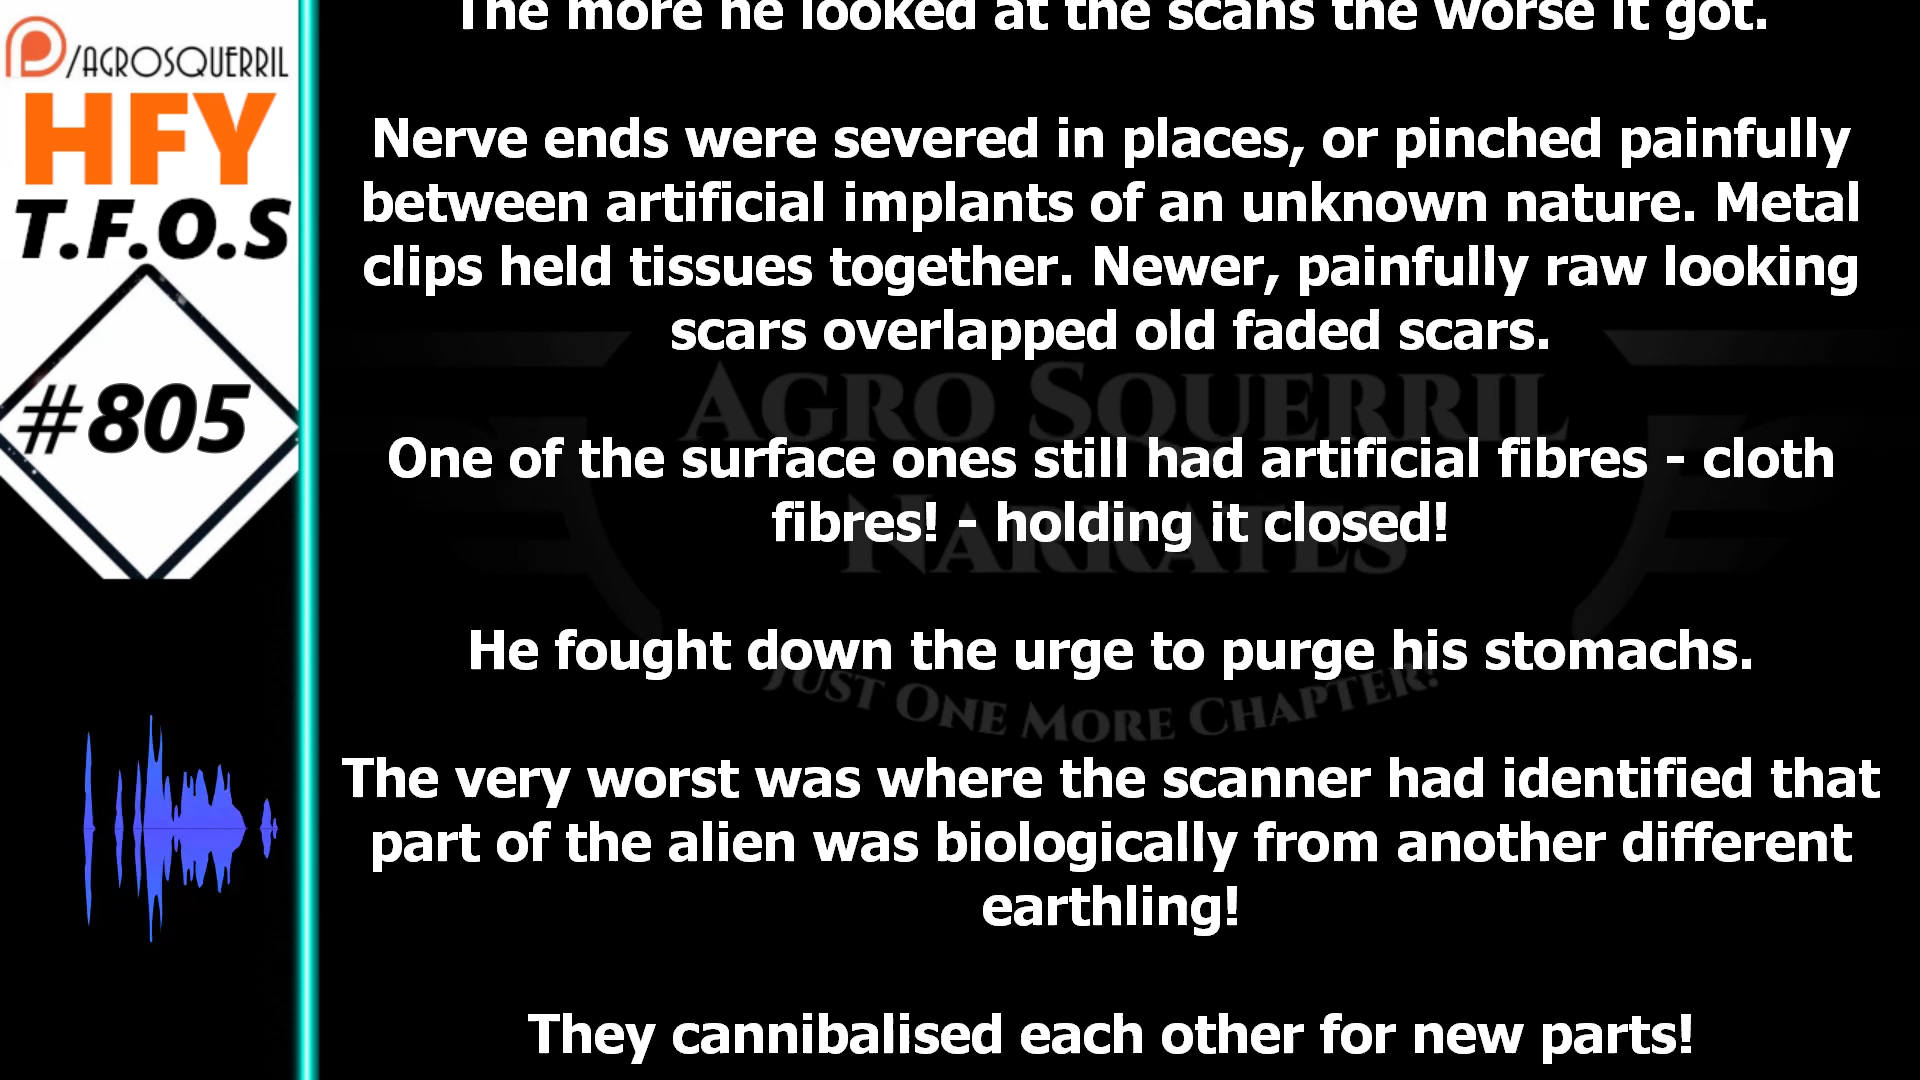 /AGROSQUERRIL
HFY
T.F.O.S
#805
The more he looked at the scans the worse it got.
Nerve ends were severed in places, or pinched painfully
between artificial implants of an unknown nature. Metal
clips held tissues together. Newer, painfully raw looking
scars overlapped old faded scars.
One of the surface ones still had artificial fibres - cloth
fibres! - holding it closed!
He fought down the urge to purge his stomachs.
The very worst was where the scanner had identified that
part of the alien was biologically from another different
earthling!
They cannibalised each other for new parts!
AGRO SQUERRIL
NARRATES
JUST ONE MORE CHAPTER!